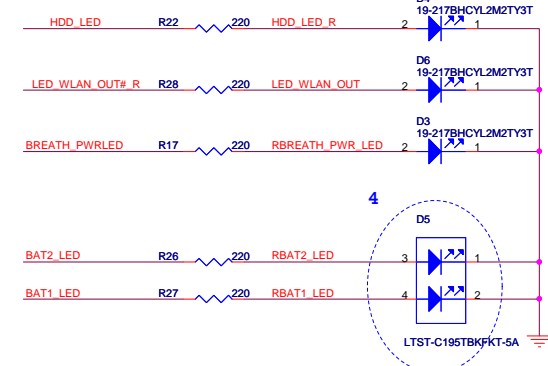 19-217BHCYL2M2TY3T
HDD_LED R22 220 HDD_LED_R 2 1
D6
19-217BHCYL2M2TY3T
LED_WLAN_OUT#_R R28 220 LED_WLAN_OUT 2 1
D3
19-217BHCYL2M2TY3T
BREATH_PWRLED R17 220 RBREATH_PWR_LED 2 1
4
D5
BAT2_LED R26 220 RBAT2_LED 3 1
BAT1_LED R27 220 RBAT1_LED 4 2
LTST-C195TBKFKT-5A